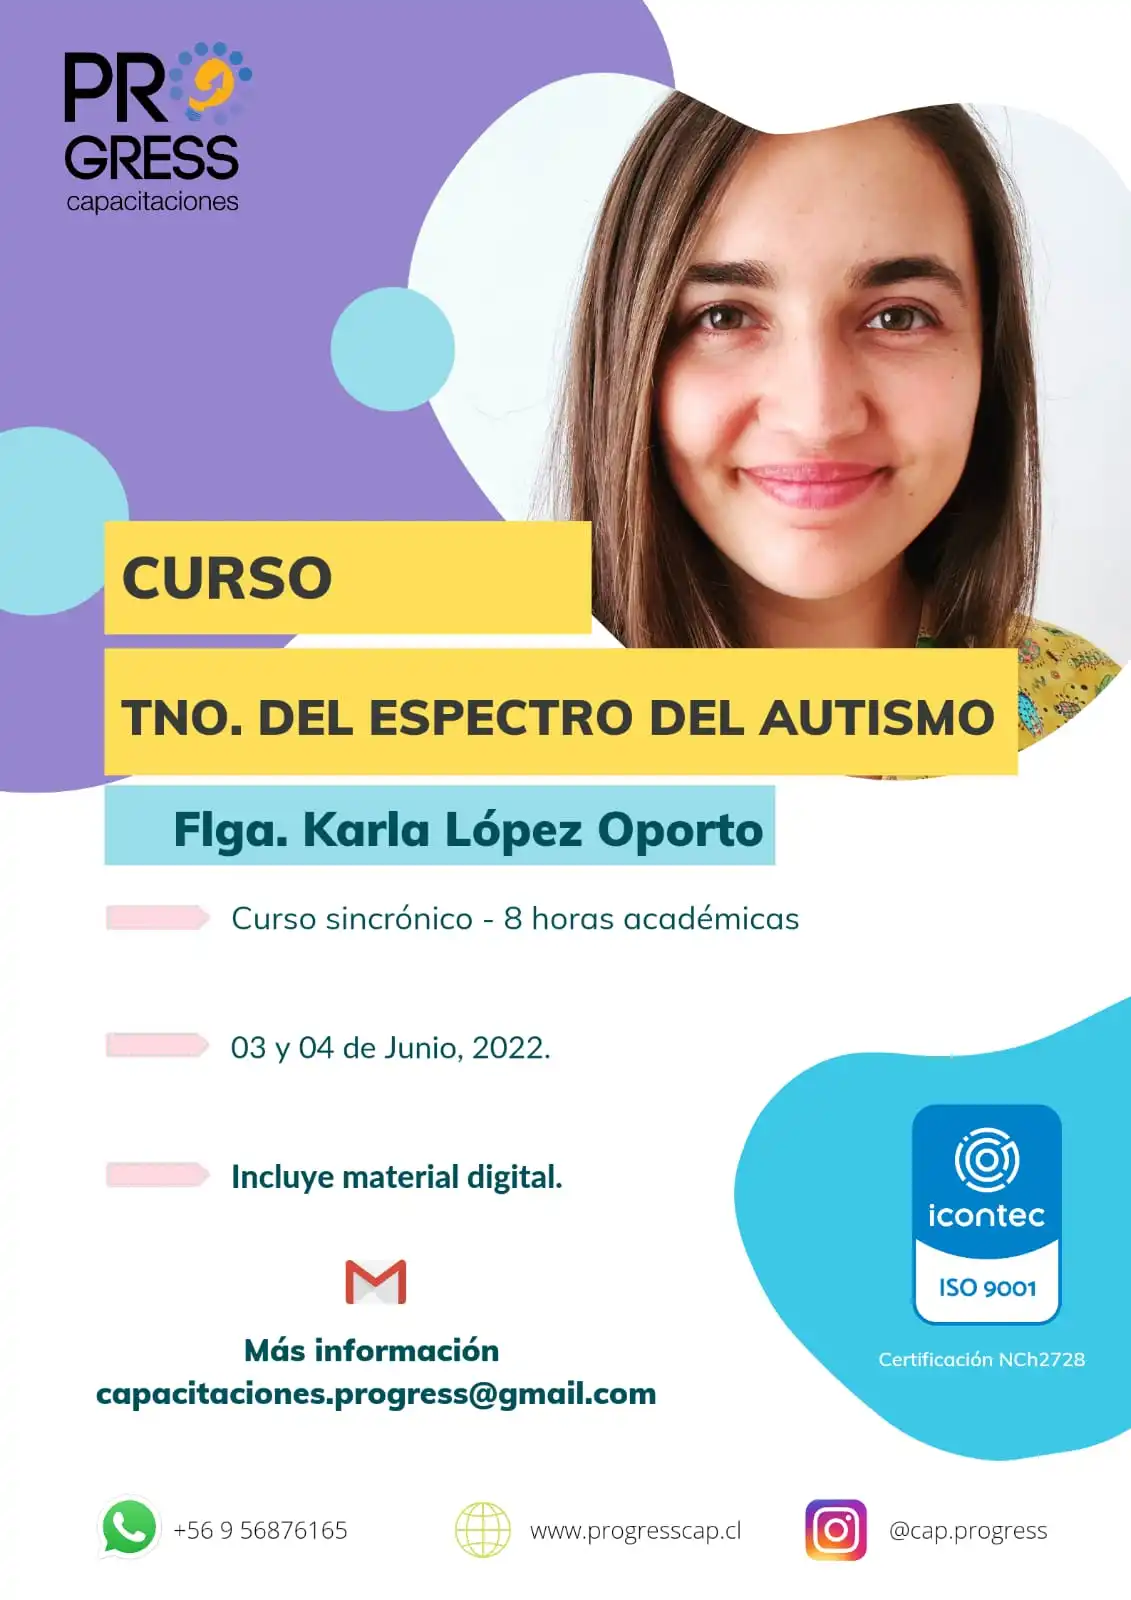 PRO
GRESS
capacitaciones
CURSO
TNO. DEL ESPECTRO DEL AUTISMO
Flga. Karla López Oporto
Curso sincrónico - 8 horas académicas
03 y 04 de Junio, 2022.
Incluye material digital.
icontec
ISO 9001
Certificación NCh2728
Más información
capacitaciones.progress@gmail.com
+56 9 56876165
www.progresscap.cl
@cap.progress